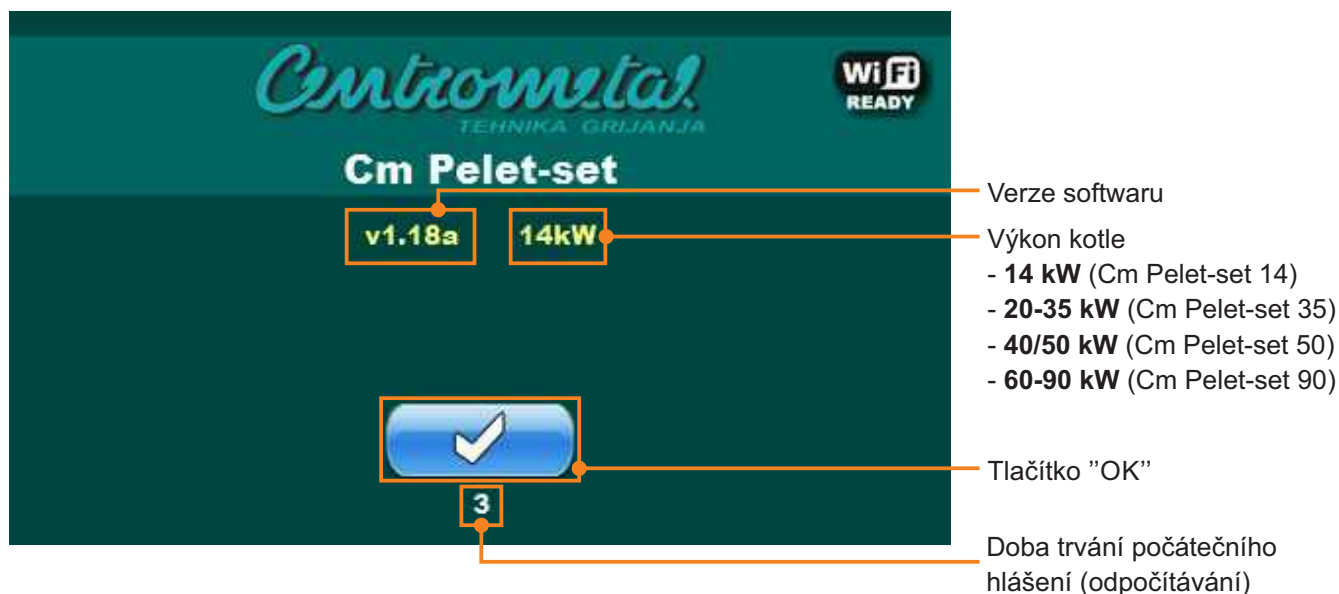 Centrometal
TEHNIKA GRIJANJA
WiFi
READY
Cm Pelet-set
v1.18a
14kW
3
Verze softwaru
Výkon kotle
- 14 kW (Cm Pelet-set 14)
- 20-35 kW (Cm Pelet-set 35)
- 40/50 kW (Cm Pelet-set 50)
- 60-90 kW (Cm Pelet-set 90)
Tlačítko ’’OK’’
Doba trvání počátečního
hlášení (odpočítávání)